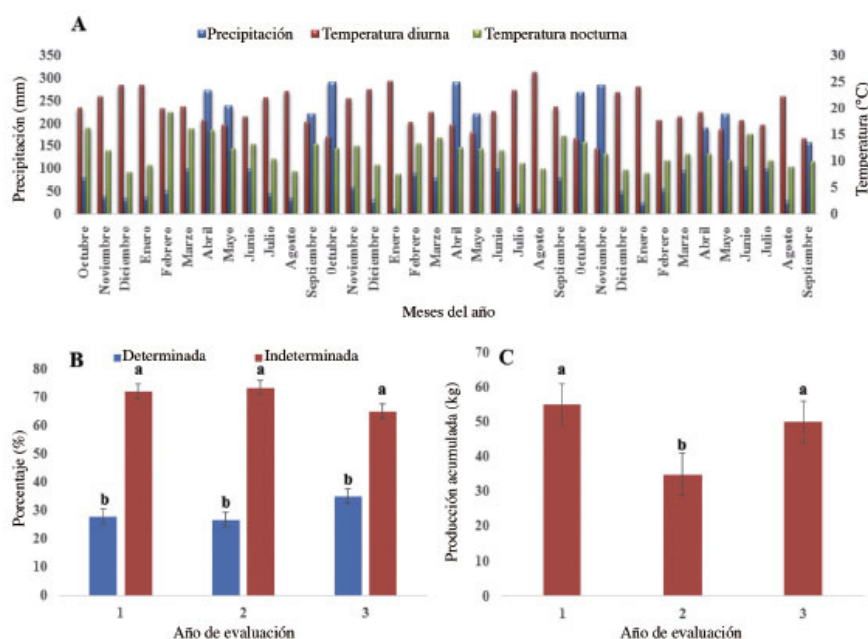 A
Precipitación Temperatura diurna Temperatura nocturna
Precipitación (mm)
350
300
250
200
150
100
50
0
30
25
20
15
10
5
0
Temperatura (°C)
Octubre
Noviembre
Diciembre
Enero
Febrero
Marzo
Abril
Mayo
Junio
Julio
Agosto
Septiembre
0ctubre
Noviembre
Diciembre
Enero
Febrero
Marzo
Abril
Mayo
Junio
Julio
Agosto
Septiembre
0ctubre
Noviembre
Diciembre
Enero
Febrero
Marzo
Abril
Mayo
Junio
Julio
Agosto
Septiembre
Meses del año
B
Determinada Indeterminada
Porcentaje (%)
80
70
60
50
40
30
20
10
0
b a b a b a
1 2 3
Año de evaluación
C
Producción acumulada (kg)
70
60
50
40
30
20
10
0
a b a
1 2 3
Año de evaluación